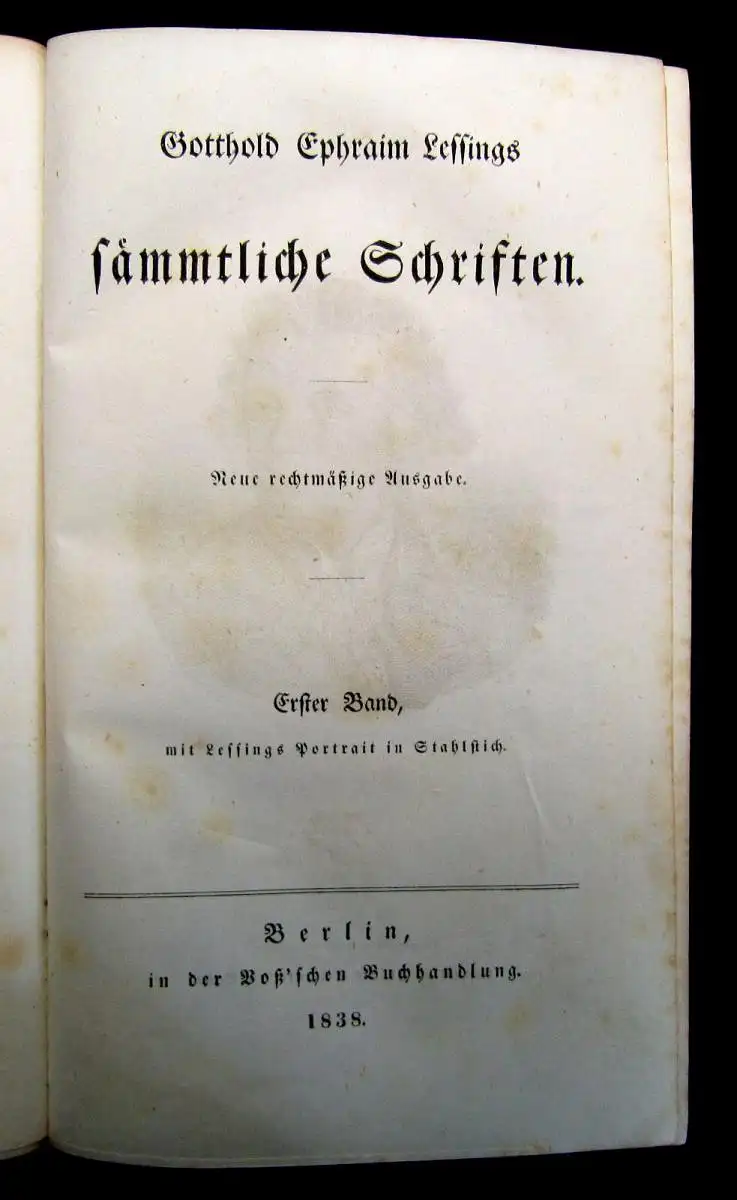 Gotthold Ephraim Lessings
sämmtliche Schriften.
Neue rechtmäßige Ausgabe.
Erster Band,
mit Lessings Portrait in Stahlstich.
Berlin,
in der Voß'schen Buchhandlung.
1838.